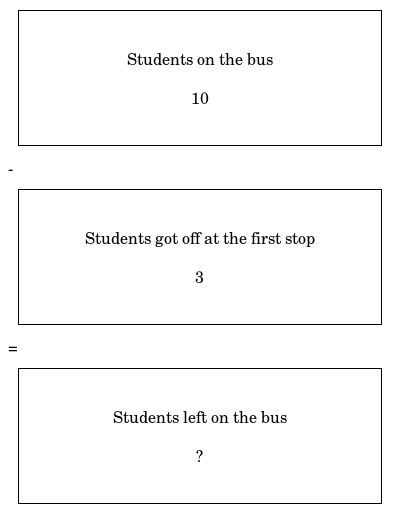 Students on the bus
10
-
Students got off at the first stop
3
=
Students left on the bus
?